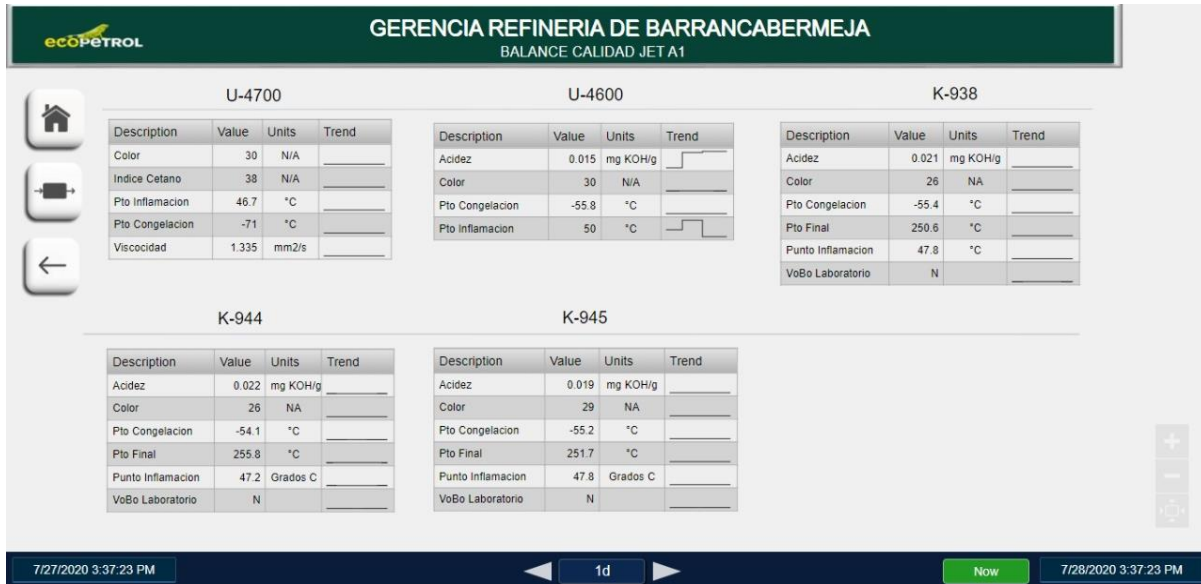 ecopetrol
GERENCIA REFINERIA DE BARRANCABERMEJA
BALANCE CALIDAD JET A1
U-4700
Description Value Units Trend
Color 30 N/A
Indice Cetano 38 N/A
Pto Inflamacion 46.7 °C
Pto Congelacion -71 °C
Viscocidad 1.335 mm2/s
U-4600
Description Value Units Trend
Acidez 0.015 mg KOH/g
Color 30 N/A
Pto Congelacion -55.8 °C
Pto Inflamacion 50 °C
K-938
Description Value Units Trend
Acidez 0.021 mg KOH/g
Color 26 NA
Pto Congelacion -55.4 °C
Pto Final 250.6 °C
Punto Inflamacion 47.8 °C
VoBo Laboratorio N
K-944
Description Value Units Trend
Acidez 0.022 mg KOH/g
Color 26 NA
Pto Congelacion -54.1 °C
Pto Final 255.8 °C
Punto Inflamacion 47.2 Grados C
VoBo Laboratorio N
K-945
Description Value Units Trend
Acidez 0.019 mg KOH/g
Color 29 NA
Pto Congelacion -55.2 °C
Pto Final 251.7 °C
Punto Inflamacion 47.8 Grados C
VoBo Laboratorio N
7/27/2020 3:37:23 PM 1d Now 7/28/2020 3:37:23 PM